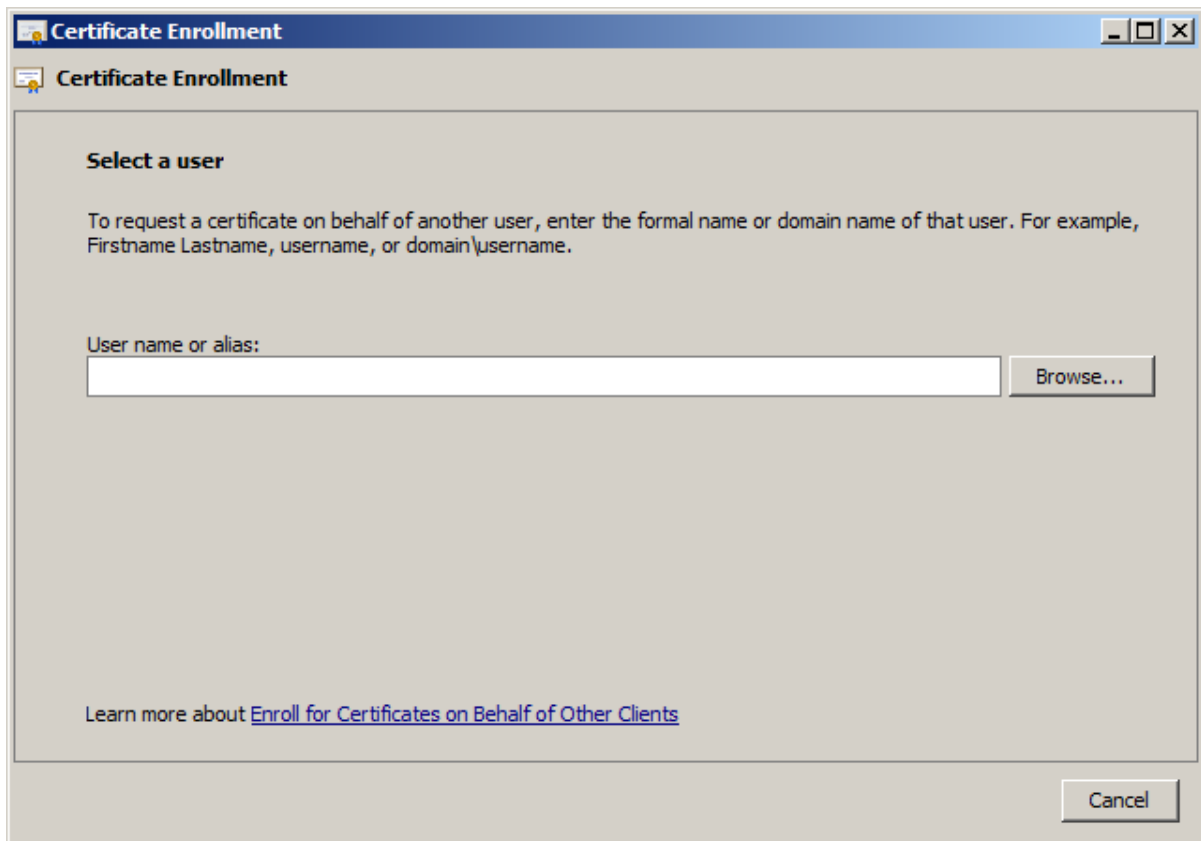 Certificate Enrollment
Certificate Enrollment
Select a user
To request a certificate on behalf of another user, enter the formal name or domain name of that user. For example,
Firstname Lastname, username, or domain\username.
User name or alias:
Browse...
Learn more about Enroll for Certificates on Behalf of Other Clients
Cancel